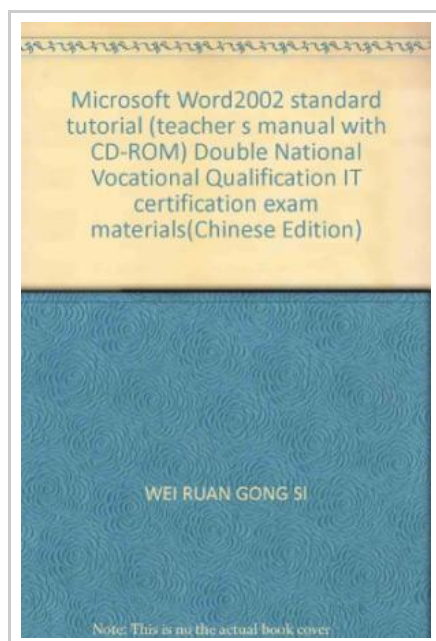 Microsoft Word2002 standard
tutorial (teacher s manual with
CD-ROM) Double National
Vocational Qualification IT
certification exam
materials(Chinese Edition)
WEI RUAN GONG SI
Note: This is no the actual book cover